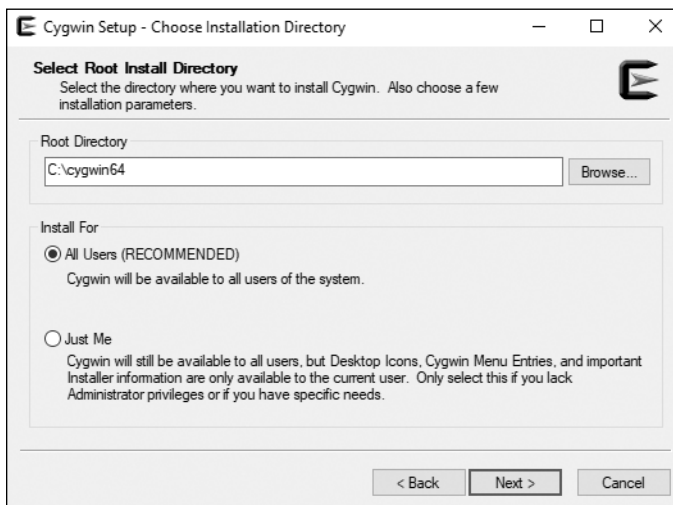 Cygwin Setup - Choose Installation Directory
Select Root Install Directory
Select the directory where you want to install Cygwin. Also choose a few
installation parameters.
Root Directory
C:\cygwin64
Browse...
Install For
All Users (RECOMMENDED)
Cygwin will be available to all users of the system.
Just Me
Cygwin will still be available to all users, but Desktop Icons, Cygwin Menu Entries, and important
Installer information are only available to the current user. Only select this if you lack
Administrator privileges or if you have specific needs.
< Back
Next >
Cancel